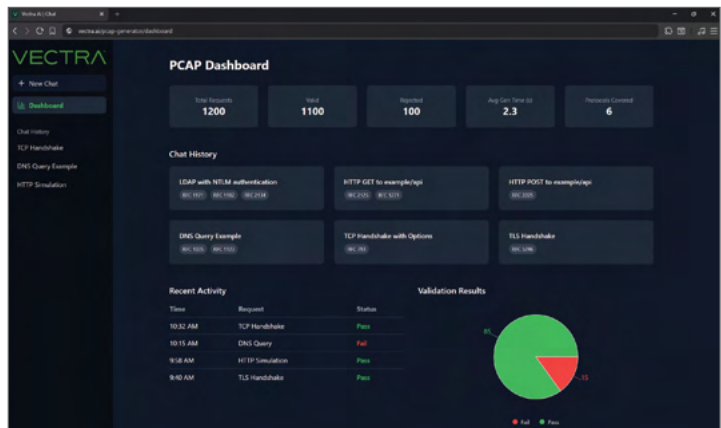 Vectra AI | Chat
vectra.ai/pcap-generator/dashboard
VECTRA
+ New Chat
Dashboard
Chat History
TCP Handshake
DNS Query Example
HTTP Simulation
PCAP Dashboard
Total Requests
1200
Valid
1100
Rejected
100
Avg Gen Time (s)
2.3
Protocols Covered
6
Chat History
LDAP with NTLM authentication
HTTP GET to example/api
HTTP POST to example/api
DNS Query Example
TCP Handshake with Options
TLS Handshake
RFC 793
Recent Activity
Time Request Status
10:32 AM TCP Handshake Pass
10:15 AM DNS Query Fail
9:58 AM HTTP Simulation Pass
9:40 AM TLS Handshake Pass
Validation Results
85
15
Fail Pass